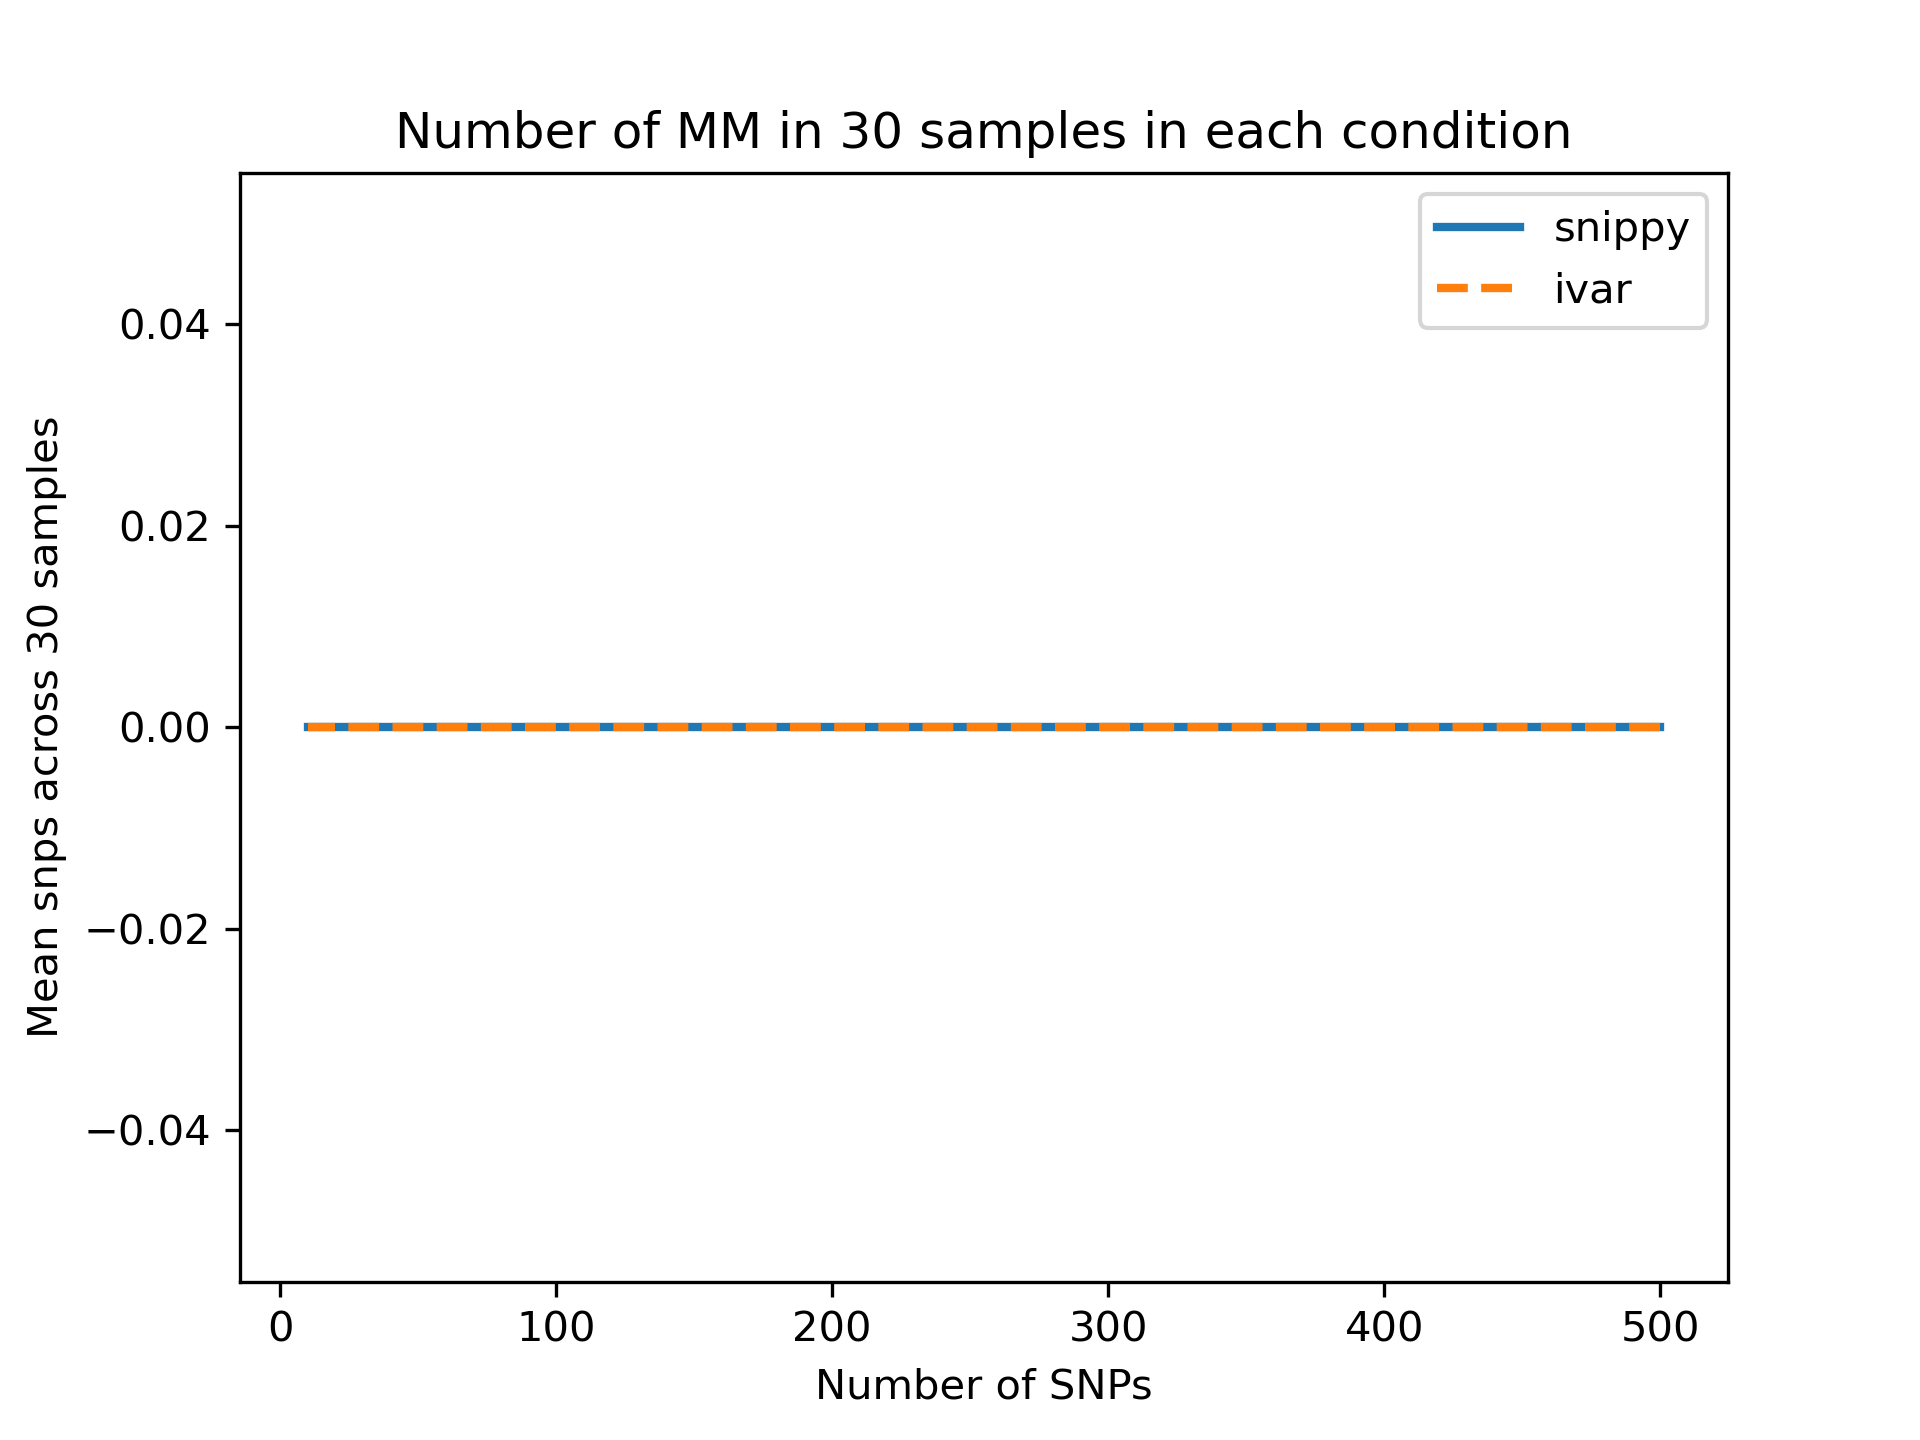 Number of MM in 30 samples in each condition
snippy
ivar
Mean snps across 30 samples
0.04
0.02
0.00
−0.02
−0.04
0 100 200 300 400 500
Number of SNPs